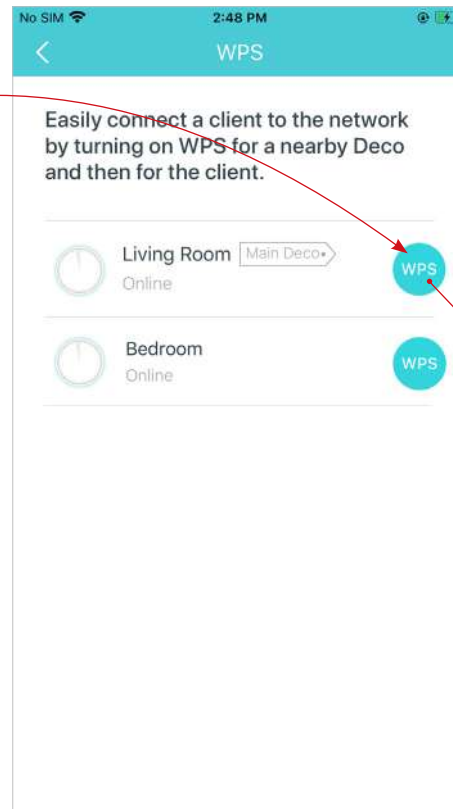 No SIM 2:48 PM
WPS
Easily connect a client to the network
by turning on WPS for a nearby Deco
and then for the client.
Living Room Main Deco
Online
WPS
Bedroom
Online
WPS